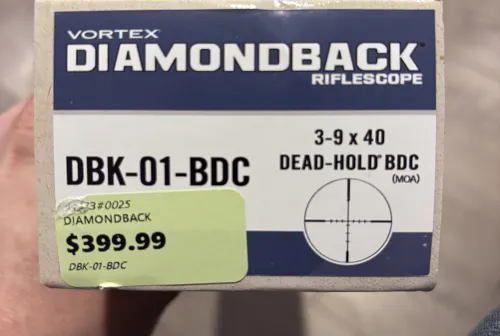 VORTEX
DIAMONDBACK
RIFLESCOPE
3-9 x 40
DBK-01-BDC
DEAD-HOLD® BDC
(MOA)
DIAMONDBACK
$399.99
DBK-01-BDC